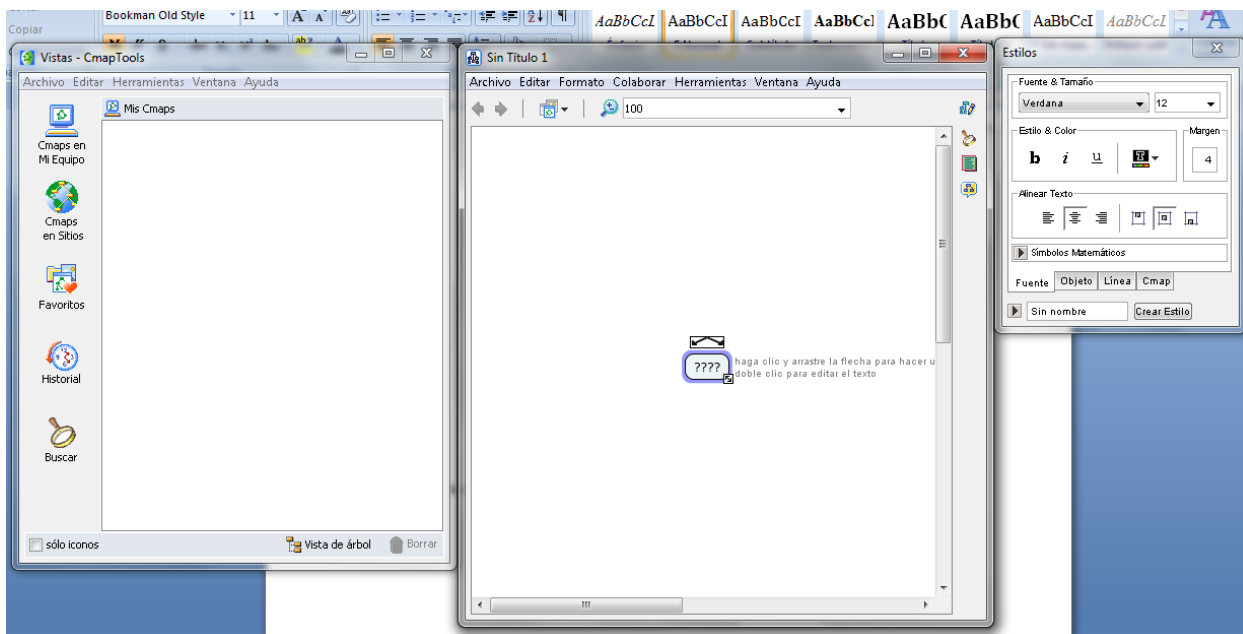 Copiar
Bookman Old Style 11
AaBbCcI AaBbCcI AaBbCcI AaBbCcI AaBbC AaBbC AaBbCcI AaBbCcL
Vistas - CmapTools
Archivo Editar Herramientas Ventana Ayuda
Mis Cmaps
Cmaps en
Mi Equipo
Cmaps
en Sitios
Favoritos
Historial
Buscar
sólo iconos
Vista de árbol
Borrar
Sin Título 1
Archivo Editar Formato Colaborar Herramientas Ventana Ayuda
100
????
haga clic y arrastre la flecha para hacer u
doble clic para editar el texto
Estilos
Fuente & Tamaño
Verdana 12
Estilo & Color
Margen
b i u
4
Alinear Texto
Símbolos Matemáticos
Fuente Objeto Línea Cmap
Sin nombre
Crear Estilo